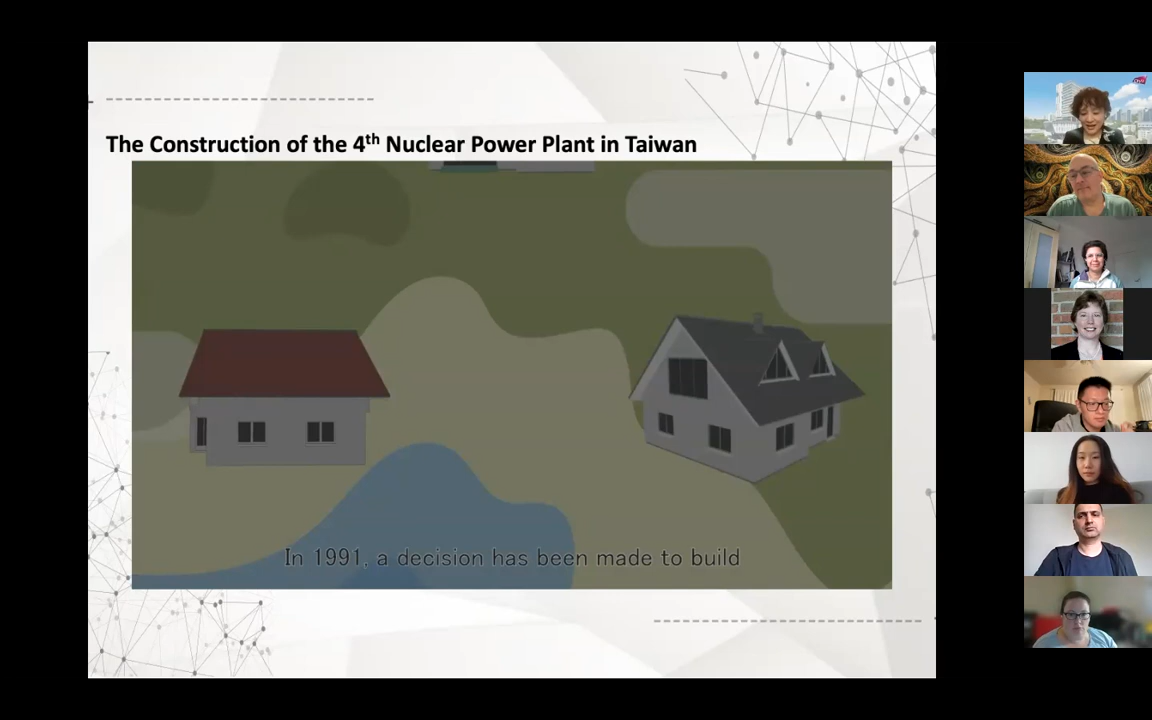 The Construction of the 4th Nuclear Power Plant in Taiwan
In 1991, a decision has been made to build